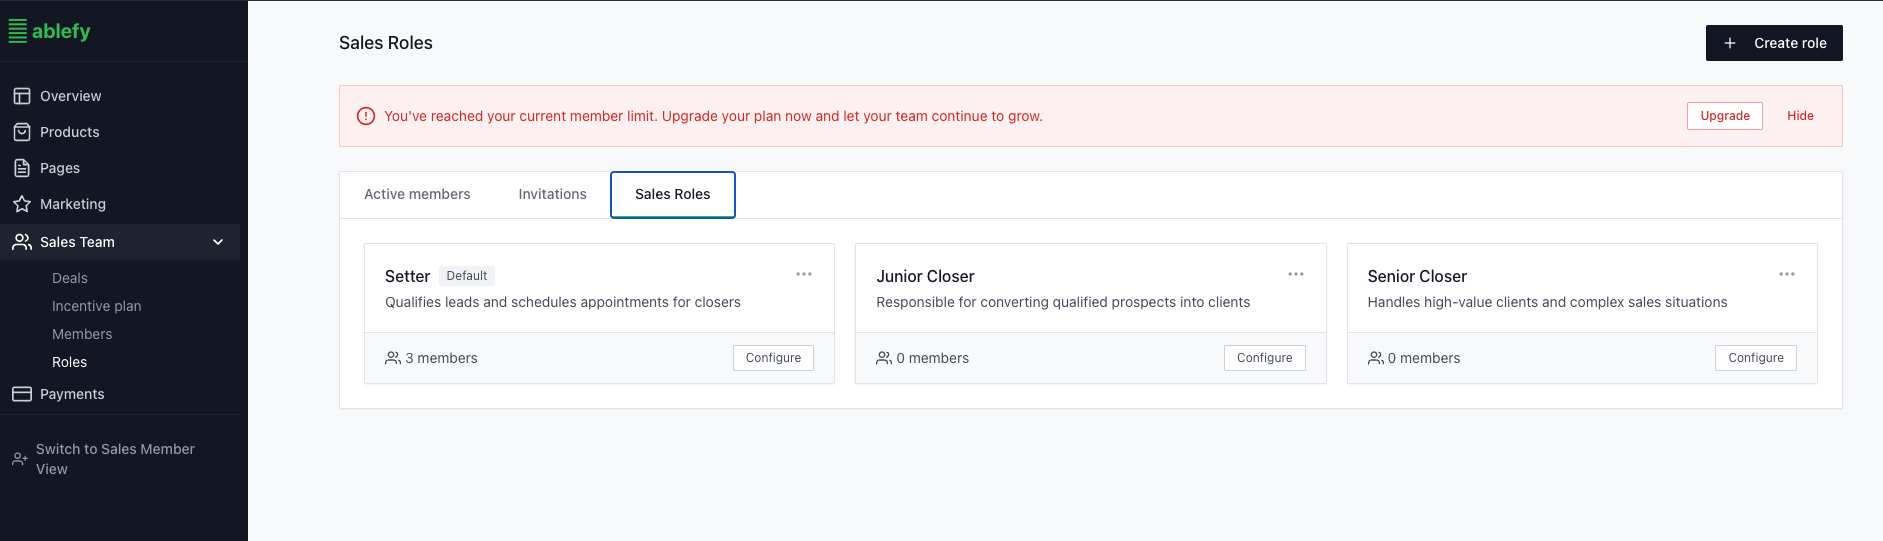 ablefy
Overview
Products
Pages
Marketing
Sales Team
Deals
Incentive plan
Members
Roles
Payments
Switch to Sales Member
View
Sales Roles
Create role
You've reached your current member limit. Upgrade your plan now and let your team continue to grow.
Upgrade
Hide
Active members
Invitations
Sales Roles
Setter Default
Qualifies leads and schedules appointments for closers
3 members
Configure
Junior Closer
Responsible for converting qualified prospects into clients
0 members
Configure
Senior Closer
Handles high-value clients and complex sales situations
0 members
Configure